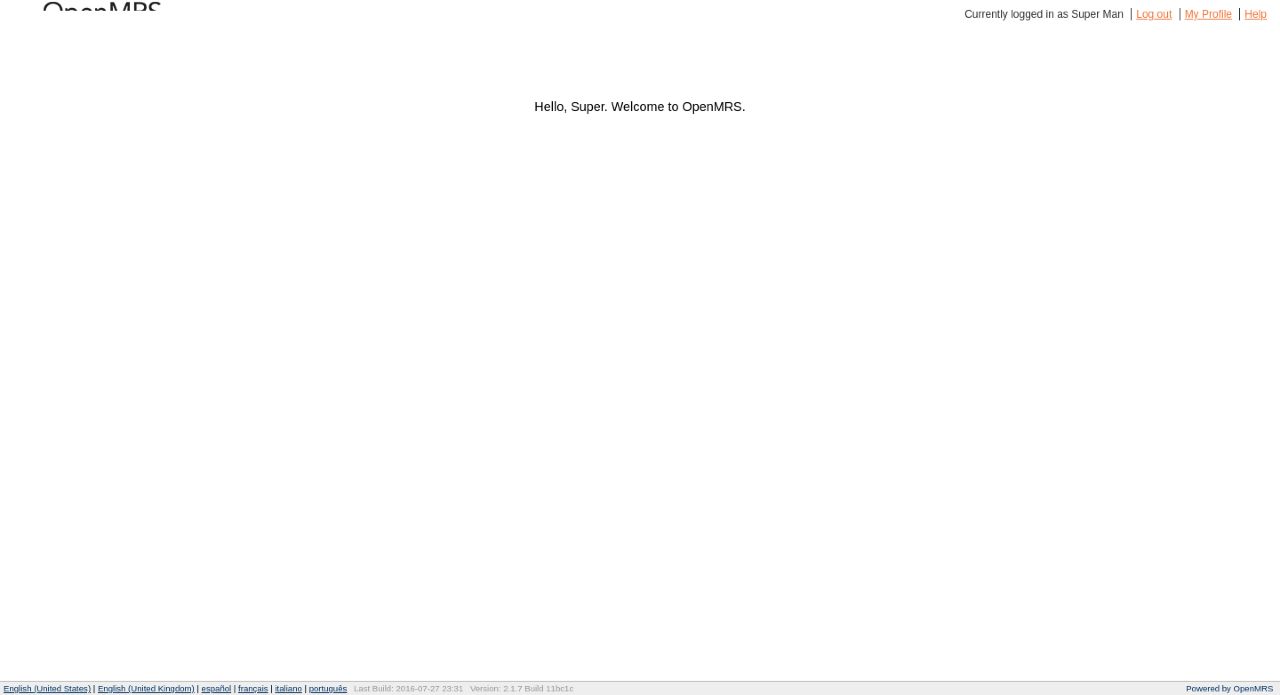 OpenMRS
Currently logged in as Super Man | Log out | My Profile | Help
Hello, Super. Welcome to OpenMRS.
English (United States) | English (United Kingdom) | español | français | italiano | português Last Build: 2016-07-27 23:31 Version: 2.1.7 Build 11bc1c Powered by OpenMRS